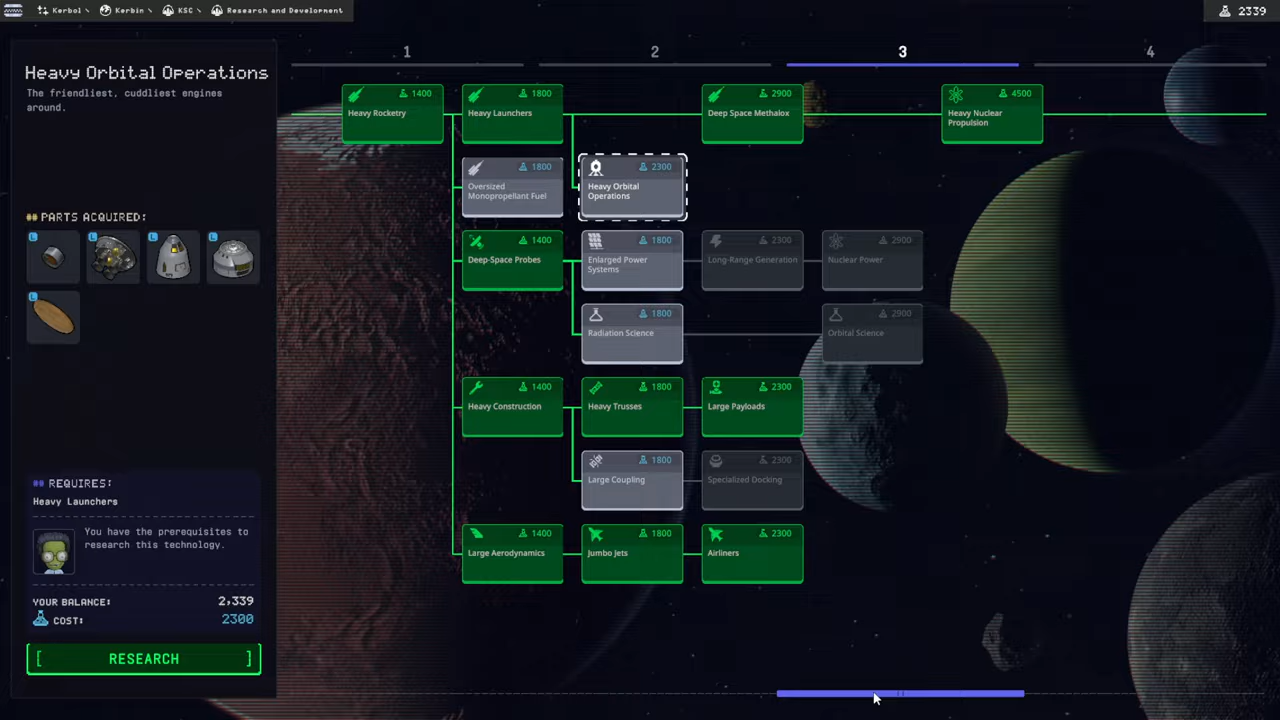 Kerbol
Kerbin
KSC
Research and Development
2339
Heavy Orbital Operations
The friendliest, cuddliest engines
around.
PARTS ACQUIRED:
L
L
L
L
L
REQUIRES:
Heavy Launchers
You have the prerequisites to
research this technology.
YOUR BALANCE: 2,339
COST: 2300
[ RESEARCH ]
1 2 3 4
1400
Heavy Rocketry
1800
Heavy Launchers
2900
Deep Space Methalox
4500
Heavy Nuclear
Propulsion
1800
Oversized
Monopropellant Fuel
2300
Heavy Orbital
Operations
1400
Deep-Space Probes
1800
Enlarged Power
Systems
2300
Long-Range Generation
2900
Nuclear Power
1800
Radiation Science
2900
Orbital Science
1400
Heavy Construction
1800
Heavy Trusses
2300
Large Payloads
1800
Large Coupling
2300
Specialized Docking
1400
Large Aerodynamics
1800
Jumbo Jets
2300
Airliners